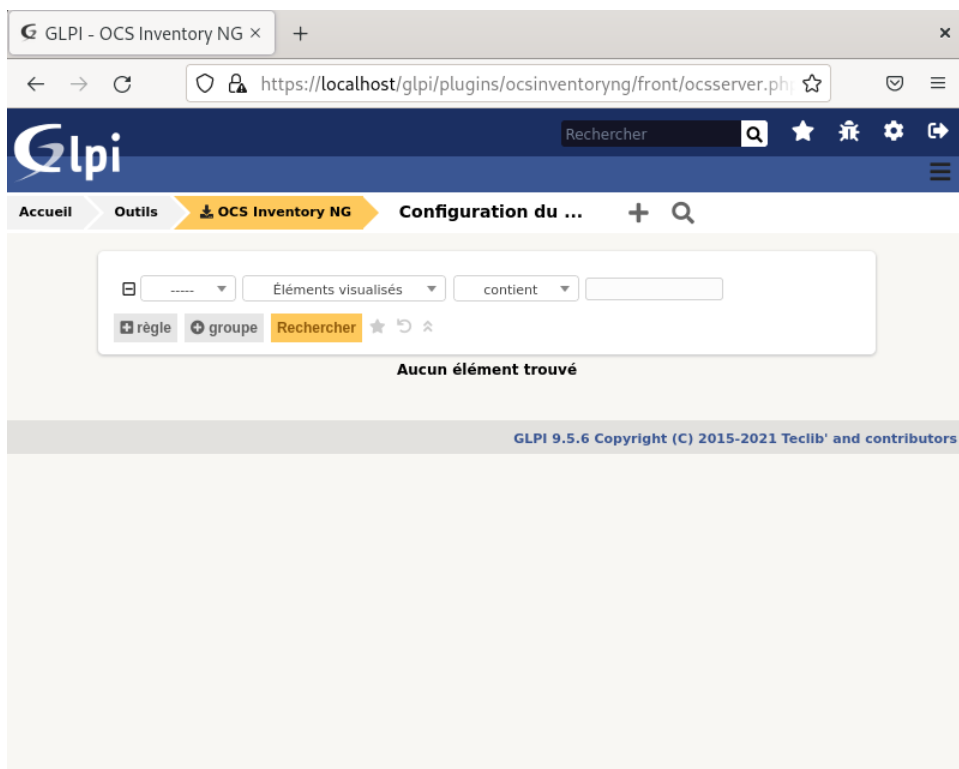 GLPI - OCS Inventory NG
https://localhost/glpi/plugins/ocsinventoryng/front/ocsserver.ph
Glpi
Rechercher
Accueil Outils OCS Inventory NG Configuration du ...
----- Éléments visualisés contient
règle groupe Rechercher
Aucun élément trouvé
GLPI 9.5.6 Copyright (C) 2015-2021 Teclib' and contributors